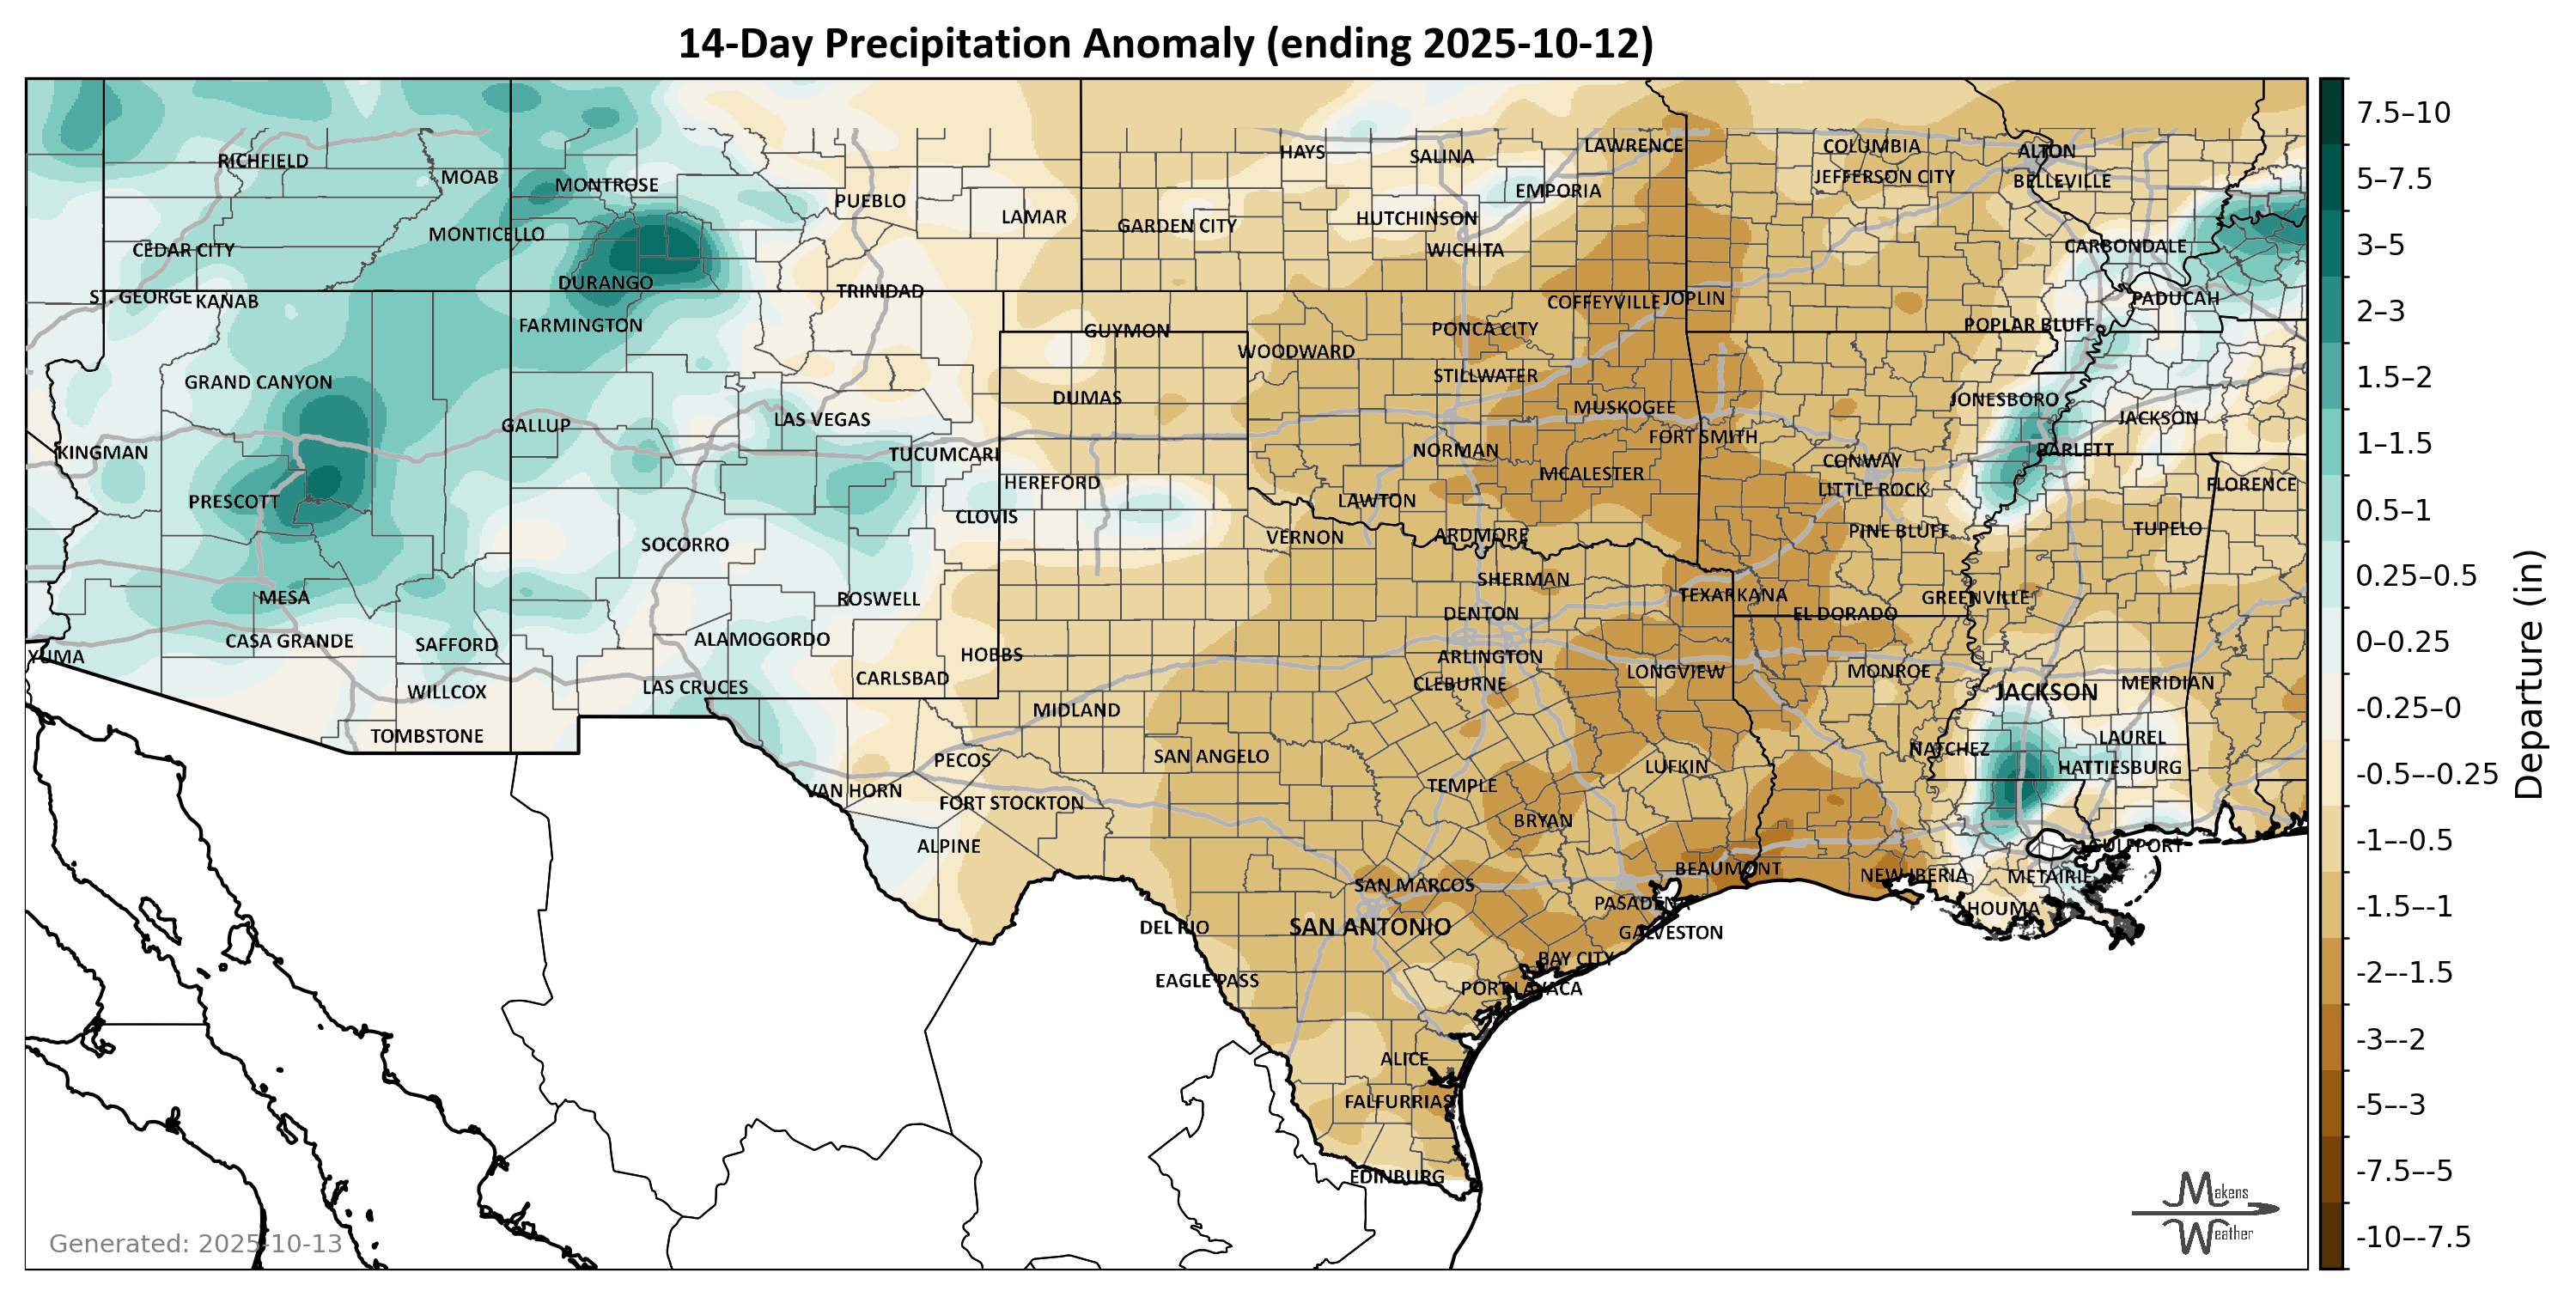 14-Day Precipitation Anomaly (ending 2025-10-12)
RICHFIELD
MOAB
MONTROSE
PUEBLO
LAMAR
HAYS
SALINA
LAWRENCE
EMPORIA
COLUMBIA
JEFFERSON CITY
ALTON
BELLEVILLE
CEDAR CITY
MONTICELLO
DURANGO
GARDEN CITY
HUTCHINSON
WICHITA
CARBONDALE
ST. GEORGE
KANAB
TRINIDAD
COFFEYVILLE
JOPLIN
PADUCAH
FARMINGTON
GUYMON
PONCA CITY
POPLAR BLUFF
WOODWARD
STILLWATER
GRAND CANYON
DUMAS
MUSKOGEE
JONESBORO
GALLUP
LAS VEGAS
JACKSON
KINGMAN
TUCUMCARI
NORMAN
FORT SMITH
BARTLETT
PRESCOTT
HEREFORD
MCALESTER
CONWAY
LITTLE ROCK
FLORENCE
CLOVIS
LAWTON
VERNON
ARDMORE
PINE BLUFF
TUPELO
SOCORRO
SHERMAN
MESA
ROSWELL
DENTON
TEXARKANA
EL DORADO
GREENVILLE
CASA GRANDE
SAFFORD
ALAMOGORDO
HOBBS
ARLINGTON
YUMA
WILLCOX
LAS CRUCES
CARLSBAD
CLEBURNE
LONGVIEW
MONROE
JACKSON
MERIDIAN
TOMBSTONE
MIDLAND
PECOS
SAN ANGELO
LUFKIN
NATCHEZ
LAUREL
HATTIESBURG
VAN HORN
FORT STOCKTON
TEMPLE
BRYAN
ALPINE
GULFPORT
SAN MARCOS
BEAUMONT
NEW IBERIA
METAIRIE
DEL RIO
SAN ANTONIO
PASADENA
GALVESTON
HOUMA
EAGLE PASS
BAY CITY
PORT LAVACA
ALICE
FALFURRIAS
EDINBURG
Generated: 2025-10-13
Makens
Weather
7.5–10
5–7.5
3–5
2–3
1.5–2
1–1.5
0.5–1
0.25–0.5
0–0.25
-0.25–0
-0.5–-0.25
-1–-0.5
-1.5–-1
-2–-1.5
-3–-2
-5–-3
-7.5–-5
-10–-7.5
Departure (in)